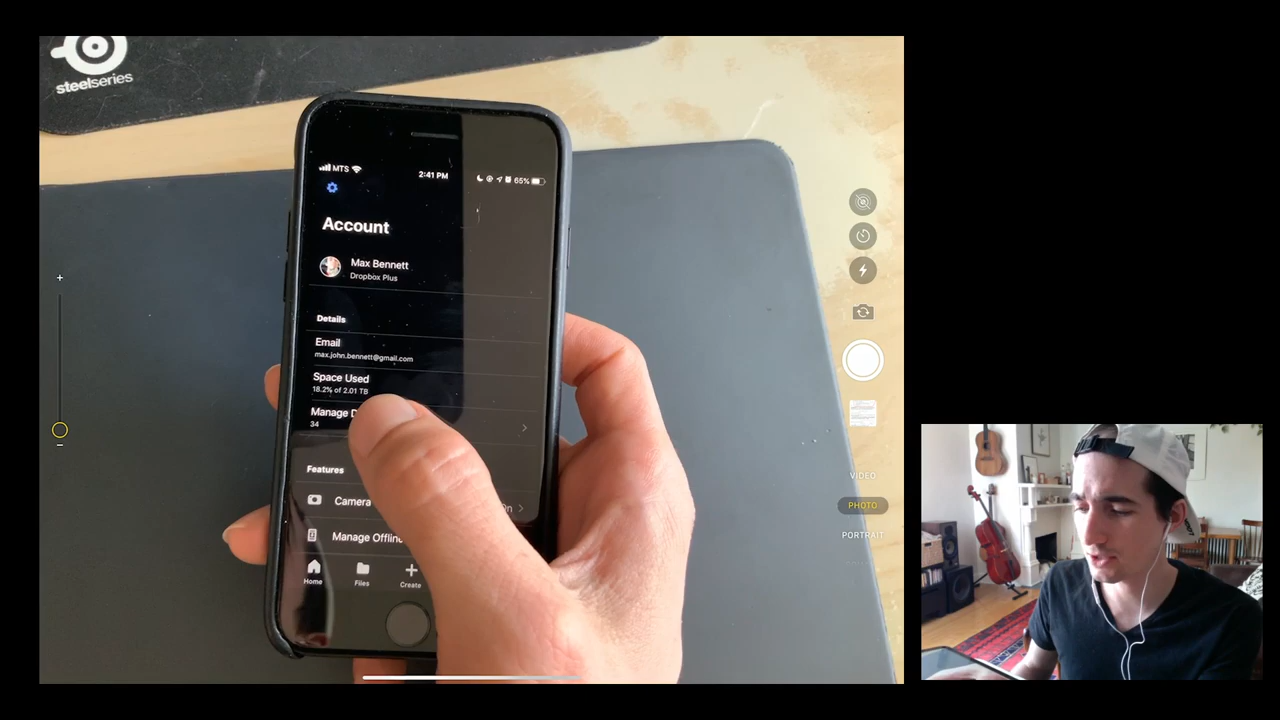 steelseries
MTS 2:41 PM 65%
Account
Max Bennett
Dropbox Plus
Details
Email
max.john.bennett@gmail.com
Space Used
18.2% of 2.01 TB
Manage
34
Features
Camera
Manage Offline
Home Files Create
VIDEO
PHOTO
PORTRAIT